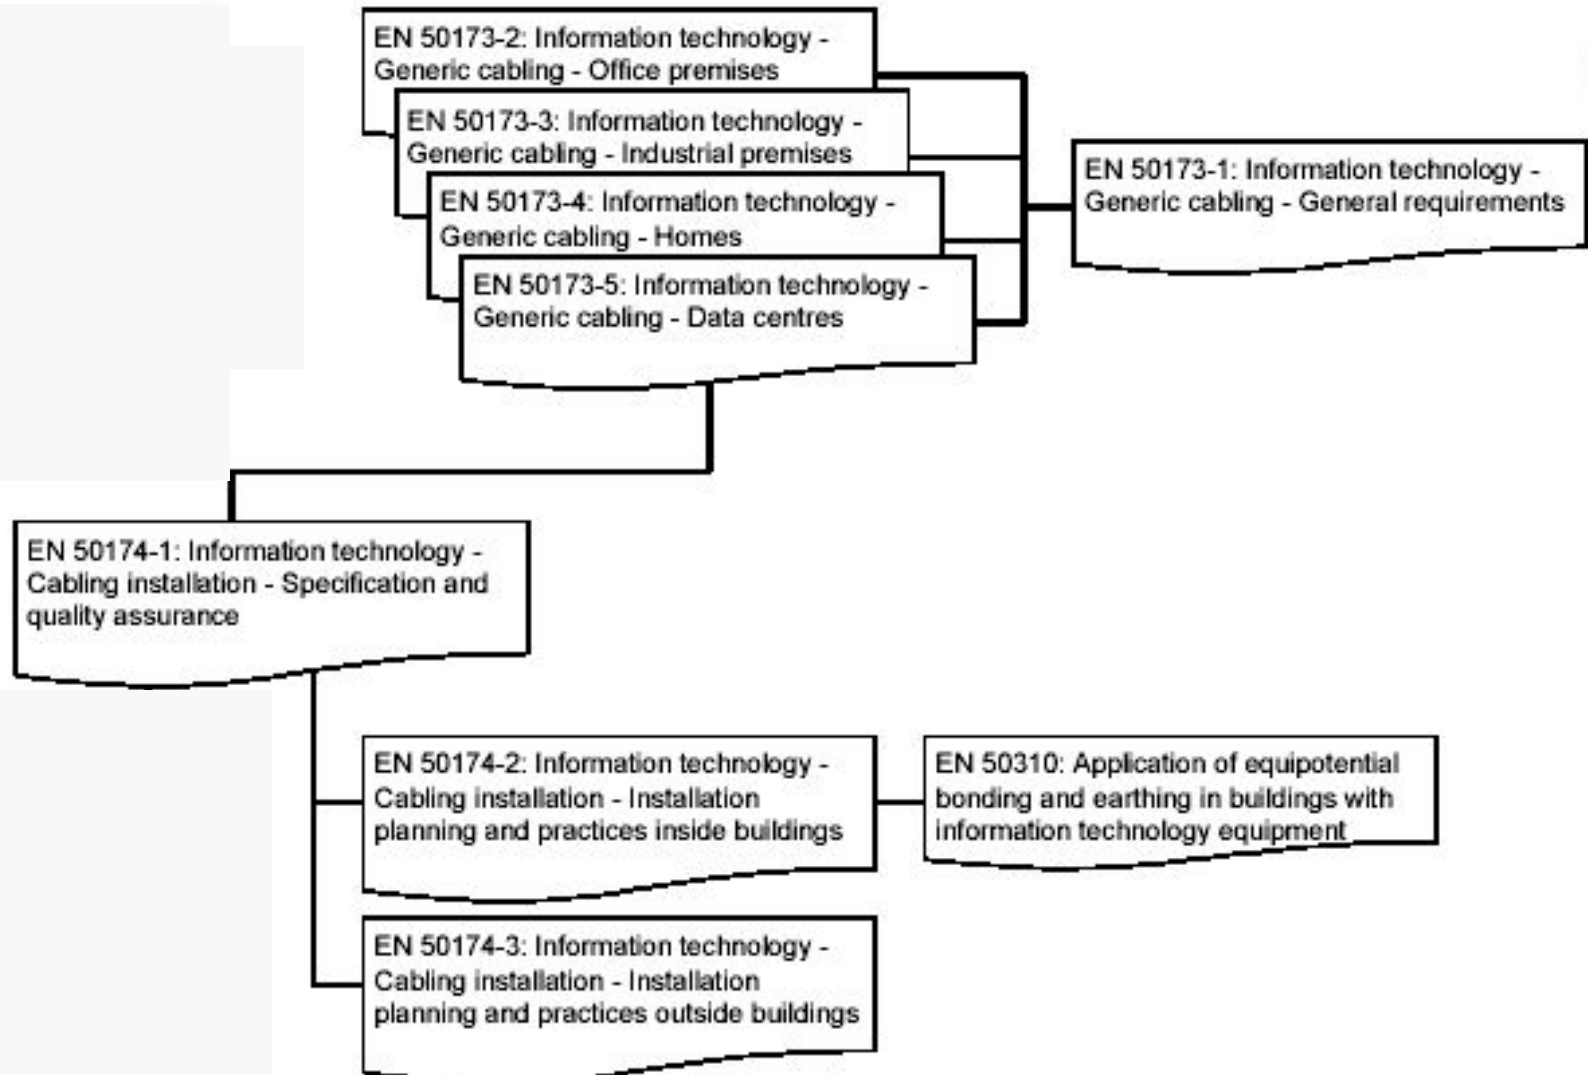 EN 50173-2: Information technology -
Generic cabling - Office premises
EN 50173-3: Information technology -
Generic cabling - Industrial premises
EN 50173-4: Information technology -
Generic cabling - Homes
EN 50173-5: Information technology -
Generic cabling - Data centres
EN 50173-1: Information technology -
Generic cabling - General requirements
EN 50174-1: Information technology -
Cabling installation - Specification and
quality assurance
EN 50174-2: Information technology -
Cabling installation - Installation
planning and practices inside buildings
EN 50310: Application of equipotential
bonding and earthing in buildings with
information technology equipment
EN 50174-3: Information technology -
Cabling installation - Installation
planning and practices outside buildings